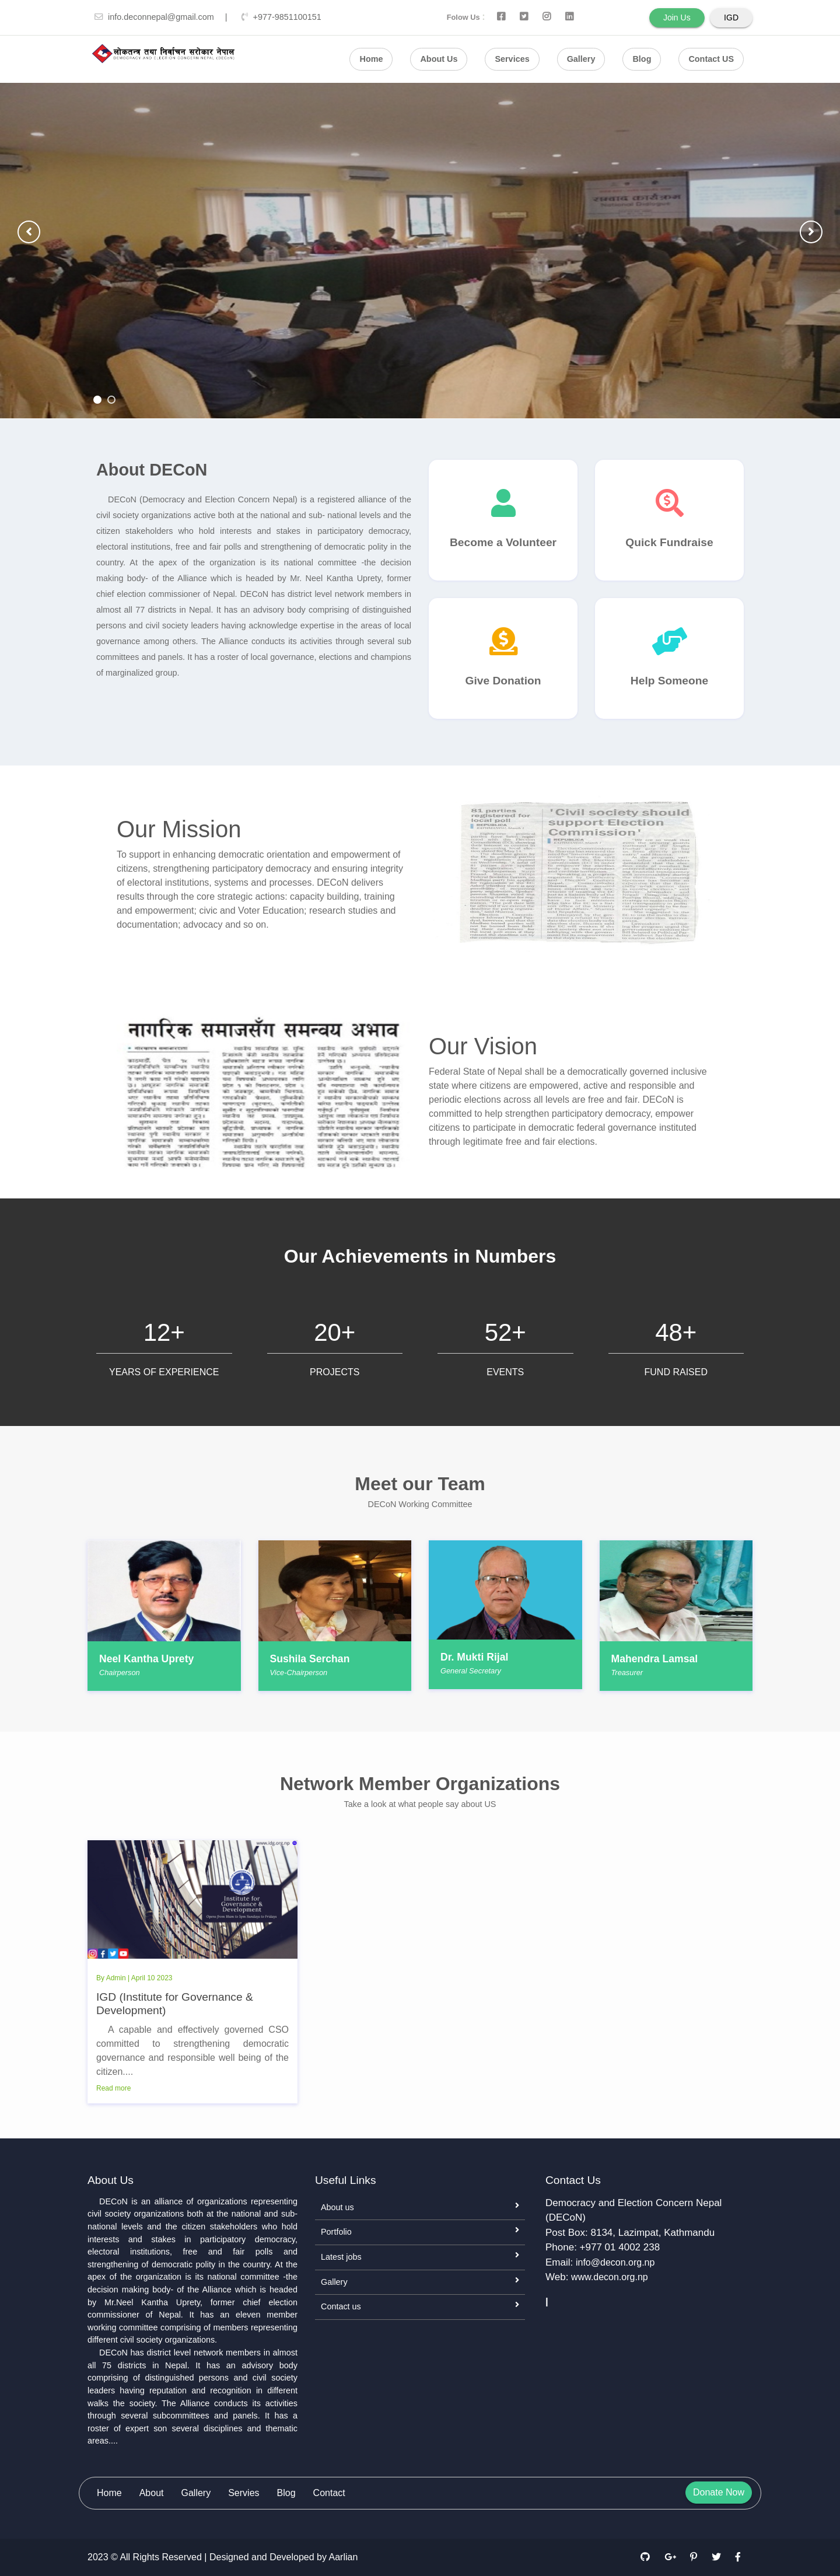 info.deconnepal@gmail.com | +977-9851100151
Folow Us :
Join Us
IGD
लोकतन्त्र तथा निर्वाचन सरोकार नेपाल
DEMOCRACY AND ELECTION CONCERN NEPAL (DECON)
Home
About Us
Services
Gallery
Blog
Contact US
About DECoN
DECoN (Democracy and Election Concern Nepal) is a registered alliance of the
civil society organizations active both at the national and sub- national levels and the
citizen stakeholders who hold interests and stakes in participatory democracy,
electoral institutions, free and fair polls and strengthening of democratic polity in the
country. At the apex of the organization is its national committee -the decision
making body- of the Alliance which is headed by Mr. Neel Kantha Uprety, former
chief election commissioner of Nepal. DECoN has district level network members in
almost all 77 districts in Nepal. It has an advisory body comprising of distinguished
persons and civil society leaders having acknowledge expertise in the areas of local
governance among others. The Alliance conducts its activities through several sub
committees and panels. It has a roster of local governance, elections and champions
of marginalized group.
Become a Volunteer
Quick Fundraise
Give Donation
Help Someone
Our Mission
To support in enhancing democratic orientation and empowerment of
citizens, strengthening participatory democracy and ensuring integrity
of electoral institutions, systems and processes. DECoN delivers
results through the core strategic actions: capacity building, training
and empowerment; civic and Voter Education; research studies and
documentation; advocacy and so on.
61 parties
registered for
local poll
'Civil society should
support Election
Commission'
नागरिक समाजसँग समन्वय अभाव
Our Vision
Federal State of Nepal shall be a democratically governed inclusive
state where citizens are empowered, active and responsible and
periodic elections across all levels are free and fair. DECoN is
committed to help strengthen participatory democracy, empower
citizens to participate in democratic federal governance instituted
through legitimate free and fair elections.
Our Achievements in Numbers
12+
YEARS OF EXPERIENCE
20+
PROJECTS
52+
EVENTS
48+
FUND RAISED
Meet our Team
DECoN Working Committee
Neel Kantha Uprety
Chairperson
Sushila Serchan
Vice-Chairperson
Dr. Mukti Rijal
General Secretary
Mahendra Lamsal
Treasurer
Network Member Organizations
Take a look at what people say about US
www.idg.org.np
Institute for
Governance &
Development
By Admin | April 10 2023
IGD (Institute for Governance &
Development)
A capable and effectively governed CSO
committed to strengthening democratic
governance and responsible well being of the
citizen....
Read more
About Us
DECoN is an alliance of organizations representing
civil society organizations both at the national and sub-
national levels and the citizen stakeholders who hold
interests and stakes in participatory democracy,
electoral institutions, free and fair polls and
strengthening of democratic polity in the country. At the
apex of the organization is its national committee -the
decision making body- of the Alliance which is headed
by Mr.Neel Kantha Uprety, former chief election
commissioner of Nepal. It has an eleven member
working committee comprising of members representing
different civil society organizations.
DECoN has district level network members in almost
all 75 districts in Nepal. It has an advisory body
comprising of distinguished persons and civil society
leaders having reputation and recognition in different
walks the society. The Alliance conducts its activities
through several subcommittees and panels. It has a
roster of expert son several disciplines and thematic
areas....
Useful Links
About us
Portfolio
Latest jobs
Gallery
Contact us
Contact Us
Democracy and Election Concern Nepal
(DECoN)
Post Box: 8134, Lazimpat, Kathmandu
Phone: +977 01 4002 238
Email: info@decon.org.np
Web: www.decon.org.np
|
Home
About
Gallery
Servies
Blog
Contact
Donate Now
2023 © All Rights Reserved | Designed and Developed by Aarlian